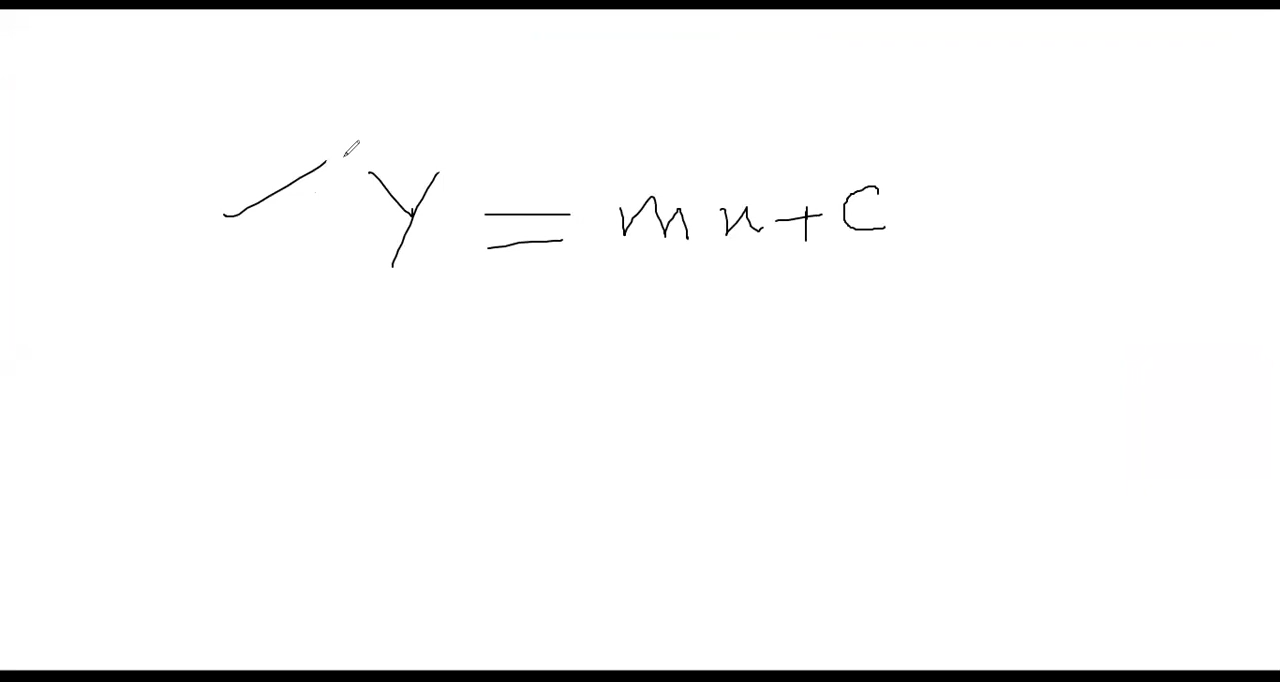 y = mx + c